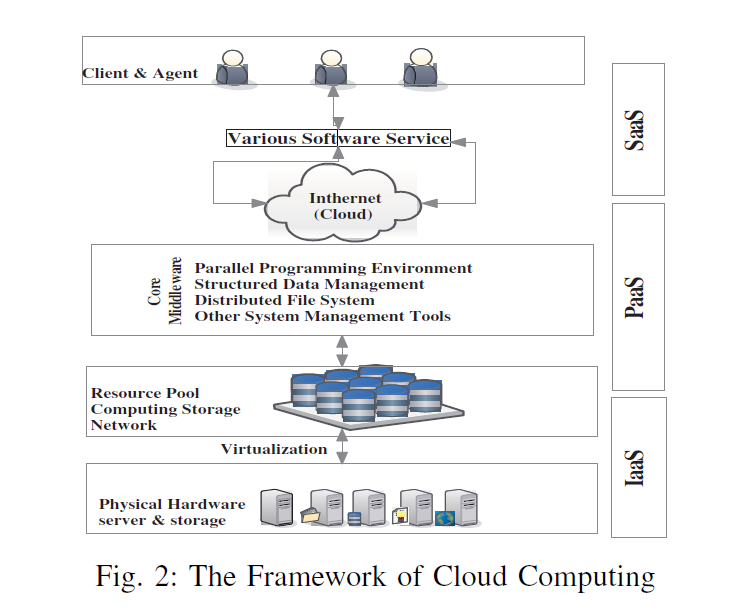 Client & Agent
Various Software Service
Inthernet
(Cloud)
SaaS
Core
Middleware
Parallel Programming Environment
Structured Data Management
Distributed File System
Other System Management Tools
PaaS
Resource Pool
Computing Storage
Network
Virtualization
IaaS
Physical Hardware
server & storage
Fig. 2: The Framework of Cloud Computing